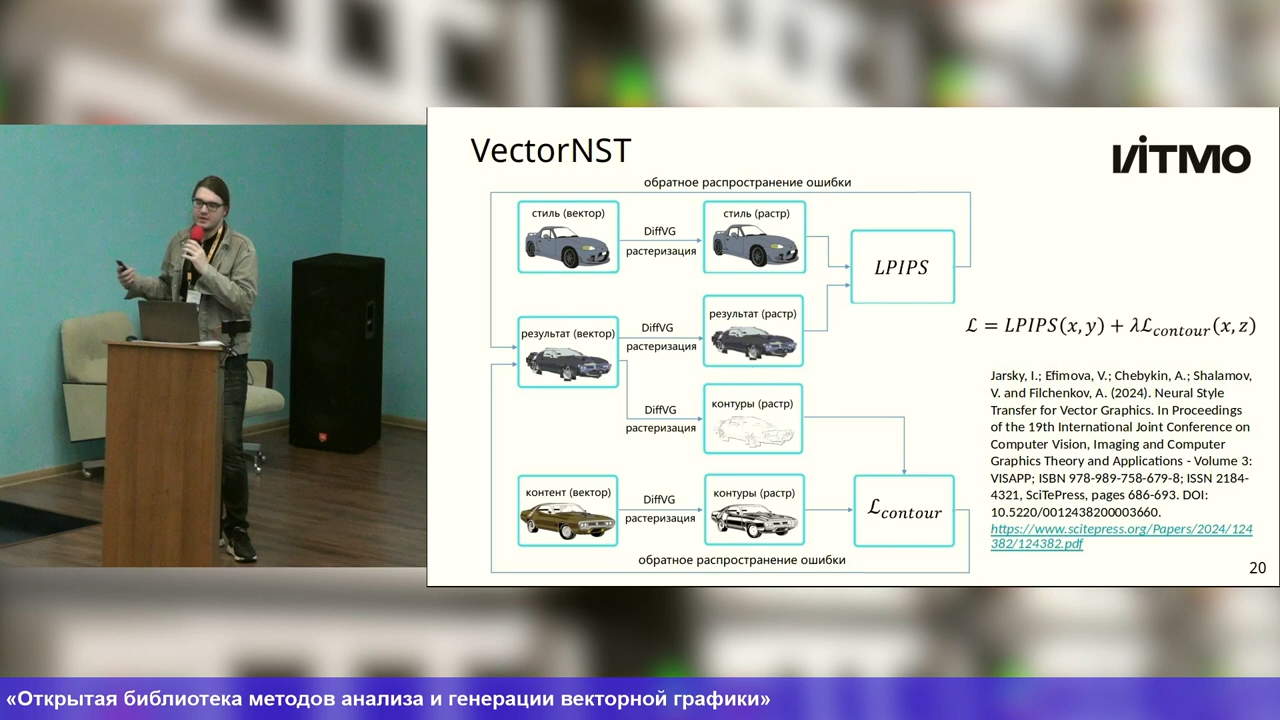 VectorNST
ITMO
обратное распространение ошибки
стиль (вектор)
DiffVG
растеризация
стиль (растр)
LPIPS
результат (вектор)
DiffVG
растеризация
результат (растр)
DiffVG
растеризация
контуры (растр)
контент (вектор)
DiffVG
растеризация
контуры (растр)
ℒcontour
обратное распространение ошибки
ℒ = LPIPS(x, y) + λℒcontour(x, z)
Jarsky, I.; Efimova, V.; Chebykin, A.; Shalamov,
V. and Filchenkov, A. (2024). Neural Style
Transfer for Vector Graphics. In Proceedings
of the 19th International Joint Conference on
Computer Vision, Imaging and Computer
Graphics Theory and Applications - Volume 3:
VISAPP; ISBN 978-989-758-679-8; ISSN 2184-
4321, SciTePress, pages 686-693. DOI:
10.5220/0012438200003660.
https://www.scitepress.org/Papers/2024/124
382/124382.pdf
20
«Открытая библиотека методов анализа и генерации векторной графики»